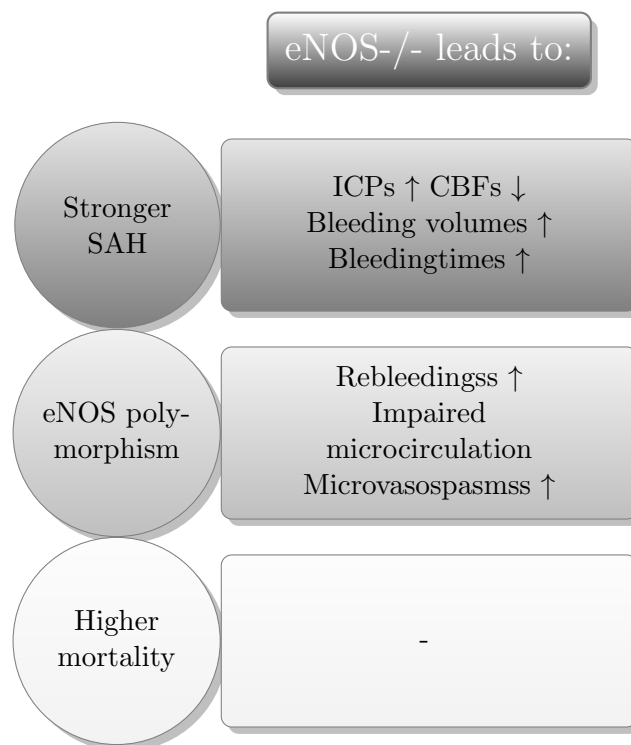 eNOS-/- leads to:
Stronger
SAH
ICPs ↑ CBFs ↓
Bleeding volumes ↑
Bleedingtimes ↑
eNOS poly-
morphism
Rebleedingss ↑
Impaired
microcirculation
Microvasospasmss ↑
Higher
mortality
-